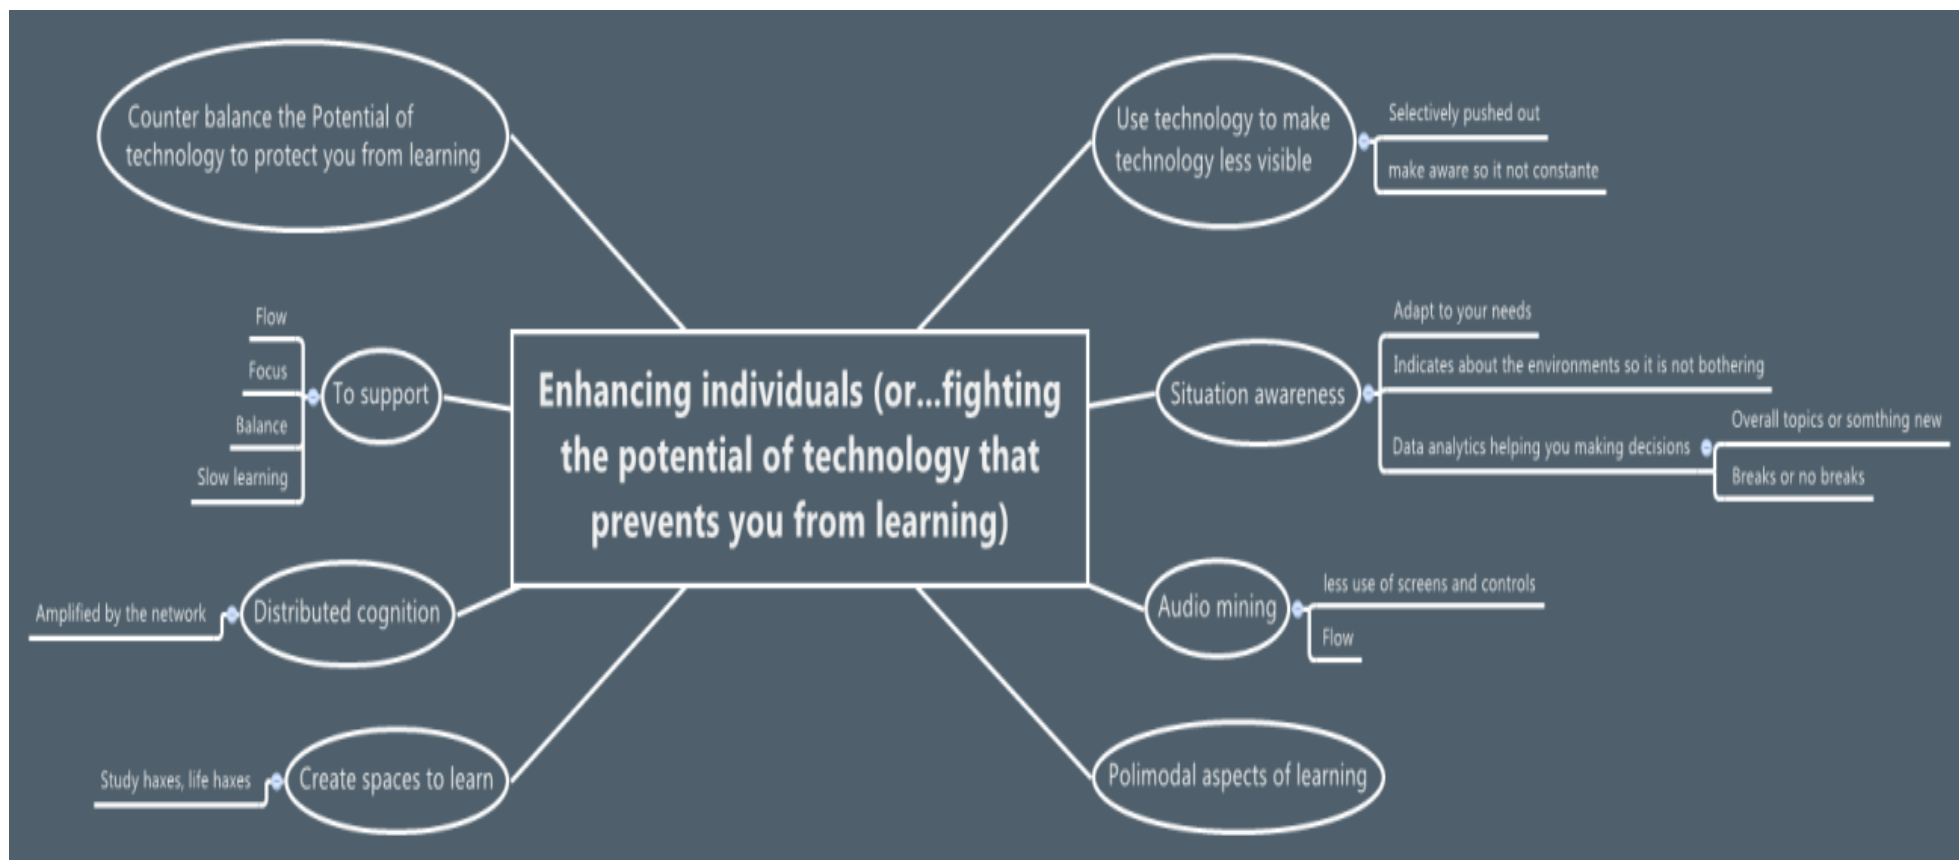 Counter balance the Potential of
technology to protect you from learning
Use technology to make
technology less visible
Selectively pushed out
make aware so it not constante
Flow
Focus
Balance
Slow learning
To support
Enhancing individuals (or...fighting
the potential of technology that
prevents you from learning)
Situation awareness
Adapt to your needs
Indicates about the environments so it is not bothering
Data analytics helping you making decisions
Overall topics or somthing new
Breaks or no breaks
Amplified by the network
Distributed cognition
Audio mining
less use of screens and controls
Flow
Study haxes, life haxes
Create spaces to learn
Polimodal aspects of learning